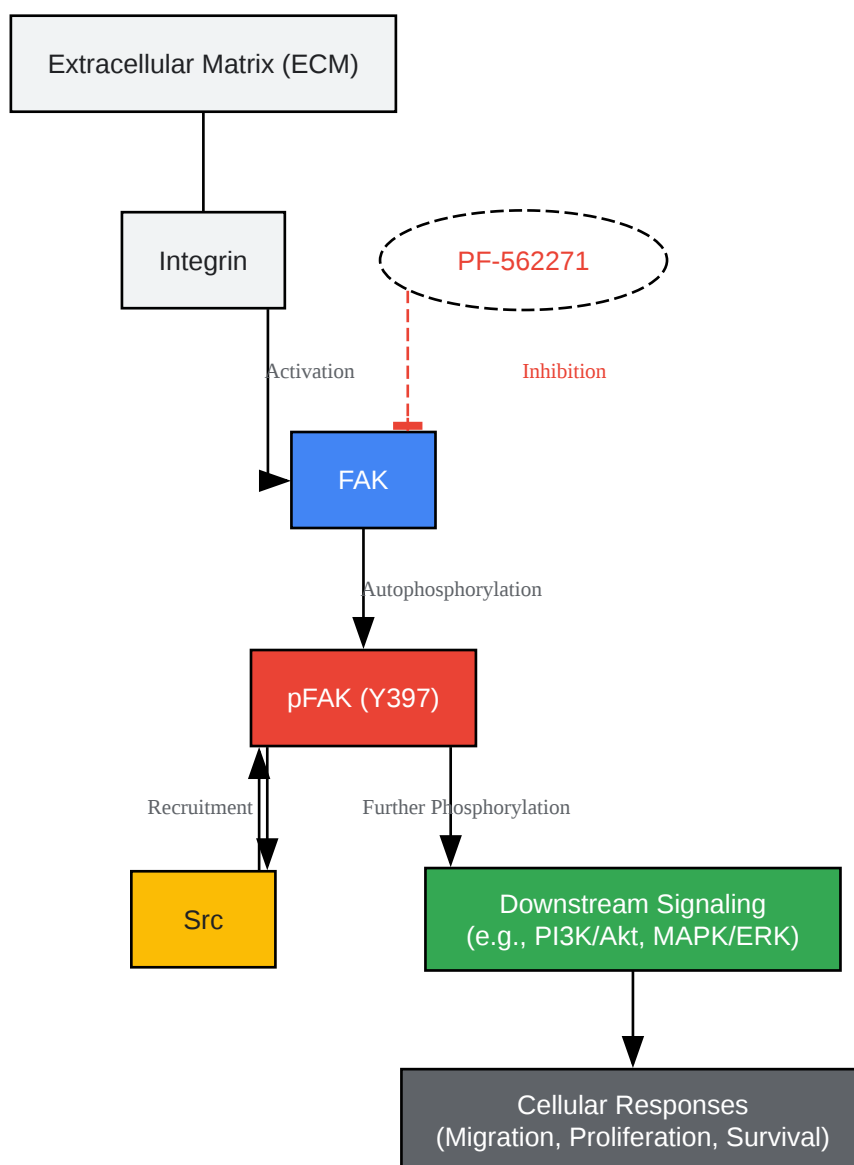 Extracellular Matrix (ECM)
Integrin
PF-562271
Activation
Inhibition
FAK
Autophosphorylation
pFAK (Y397)
Recruitment
Further Phosphorylation
Src
Downstream Signaling
(e.g., PI3K/Akt, MAPK/ERK)
Cellular Responses
(Migration, Proliferation, Survival)